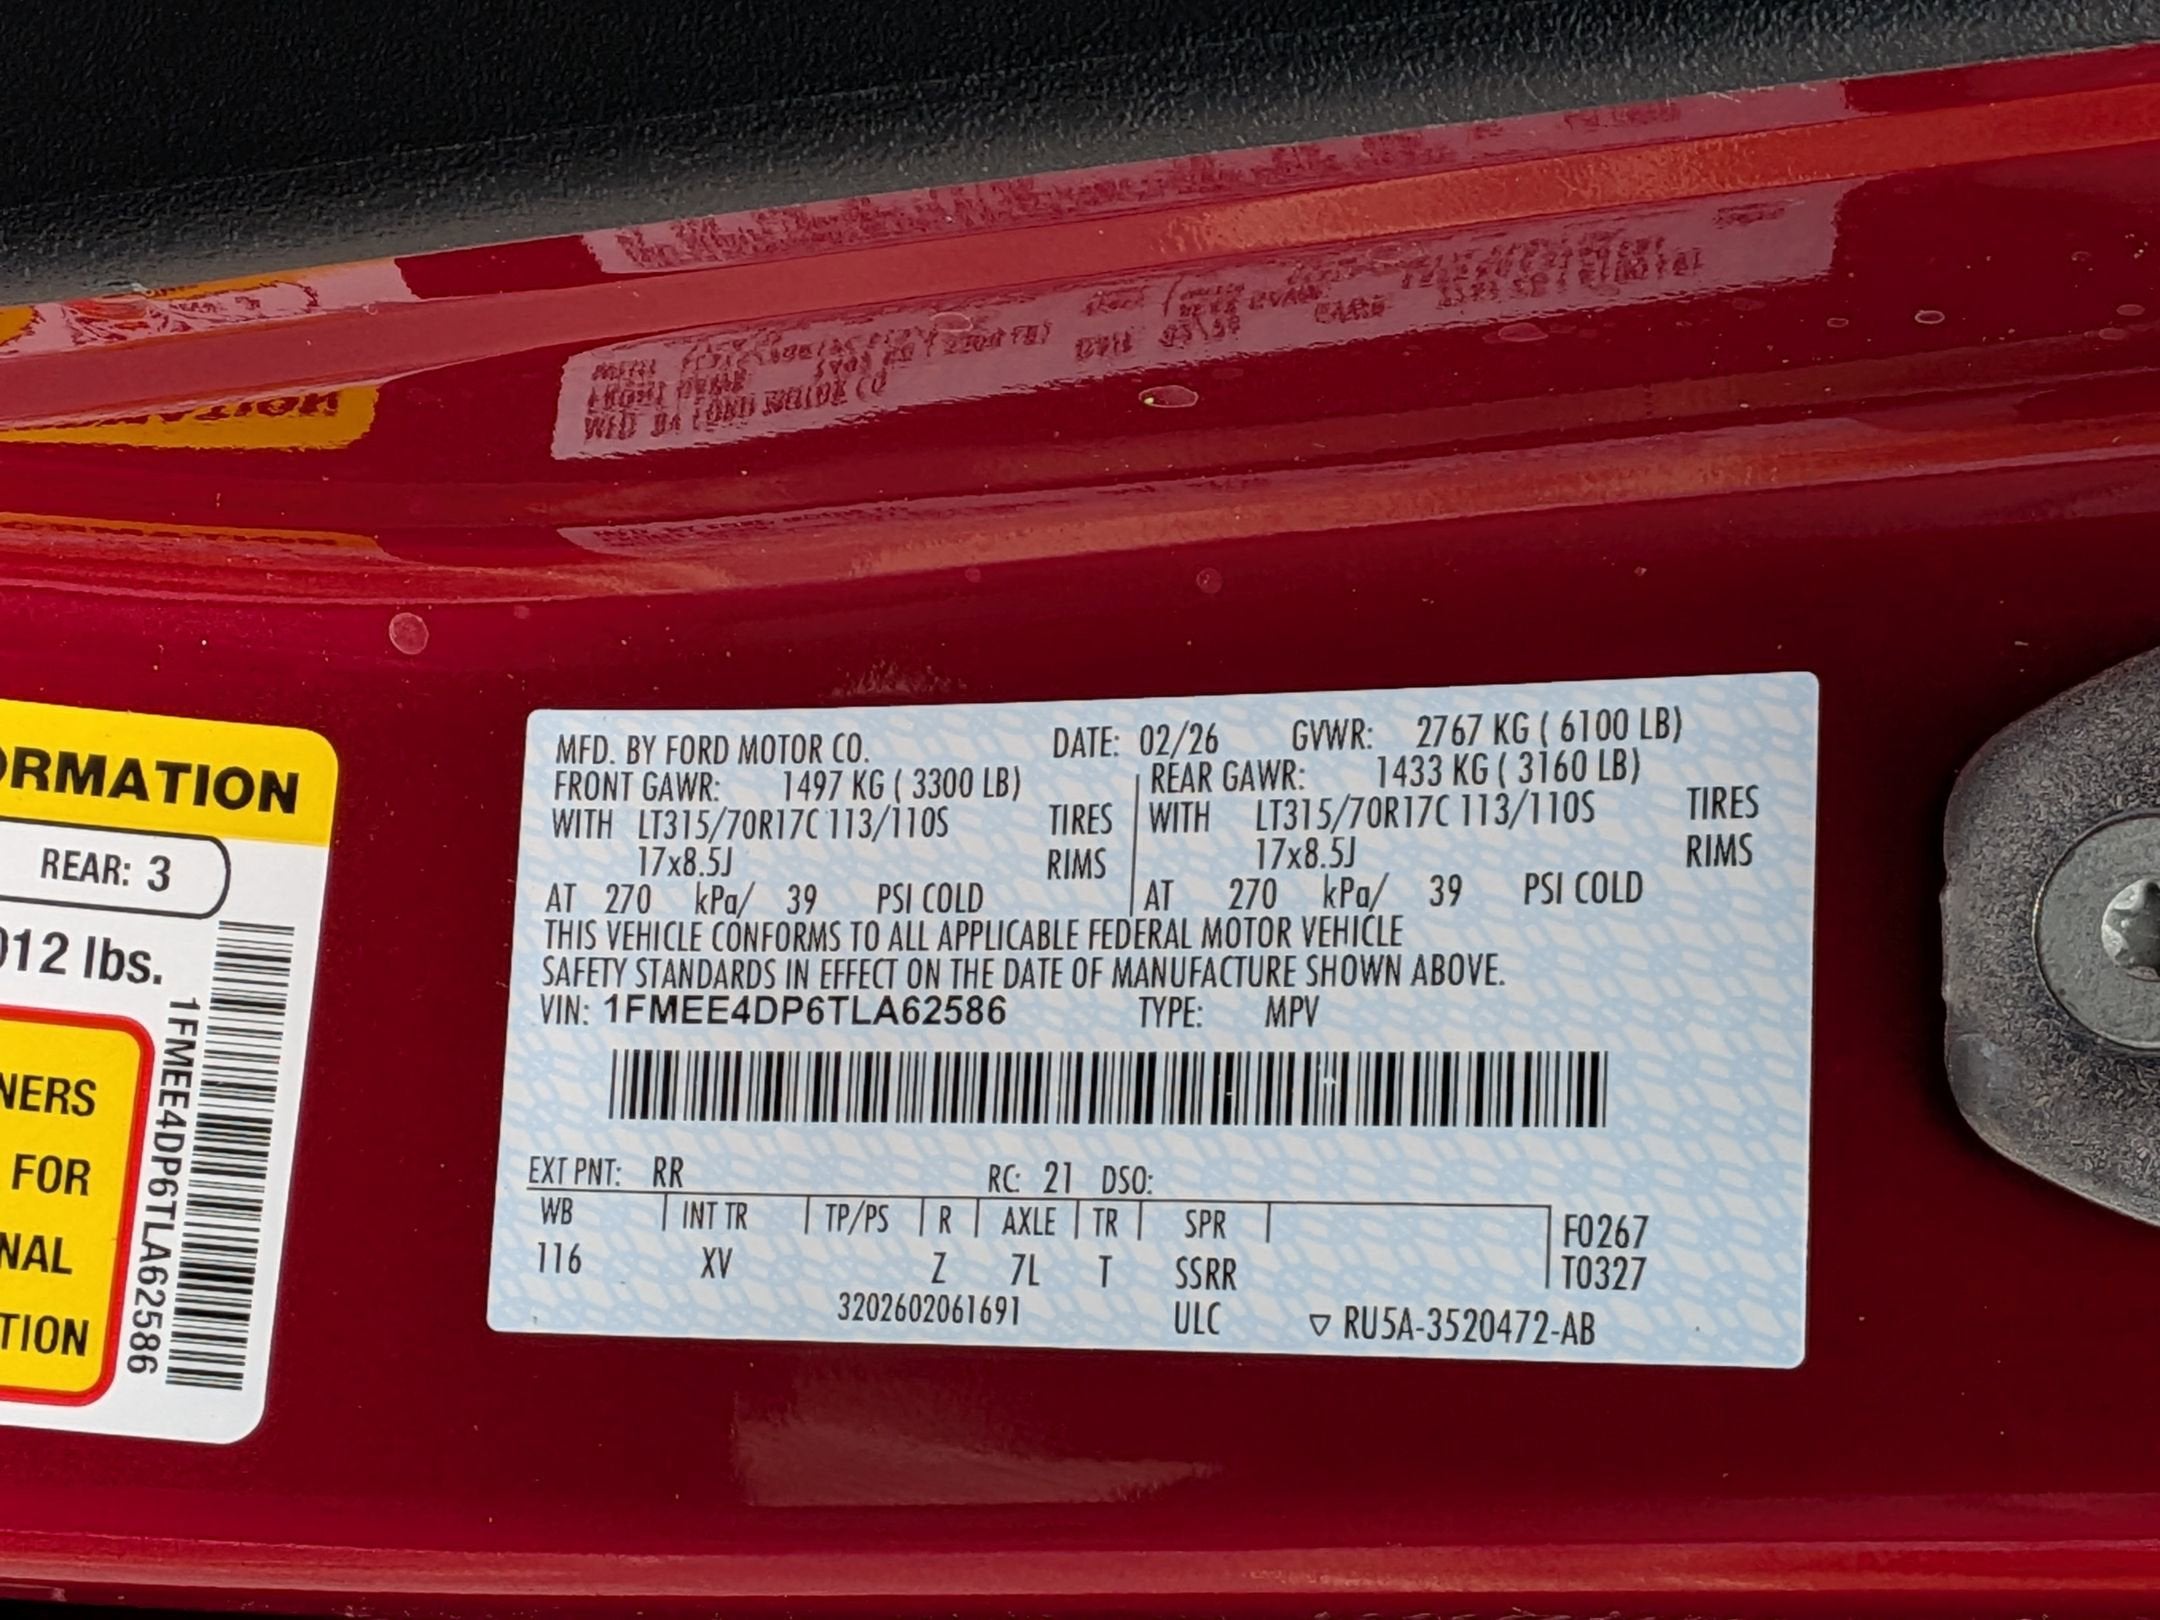 MFD. BY FORD MOTOR CO. DATE: 02/26 GVWR: 2767 KG ( 6100 LB)
FRONT GAWR: 1497 KG ( 3300 LB) REAR GAWR: 1433 KG ( 3160 LB)
WITH LT315/70R17C 113/110S TIRES WITH LT315/70R17C 113/110S TIRES
17x8.5J RIMS 17x8.5J RIMS
AT 270 kPa/ 39 PSI COLD AT 270 kPa/ 39 PSI COLD
THIS VEHICLE CONFORMS TO ALL APPLICABLE FEDERAL MOTOR VEHICLE
SAFETY STANDARDS IN EFFECT ON THE DATE OF MANUFACTURE SHOWN ABOVE.
VIN: 1FMEE4DP6TLA62586 TYPE: MPV
EXT PNT: RR RC: 21 DSO:
WB INT TR TP/PS R AXLE TR SPR F0267
116 XV Z 7L T SSRR T0327
3202602061691 ULC ▽ RU5A-3520472-AB
ORMATION
REAR: 3
012 lbs.
NERS
FOR
NAL
TION
1FMEE4DP6TLA62586